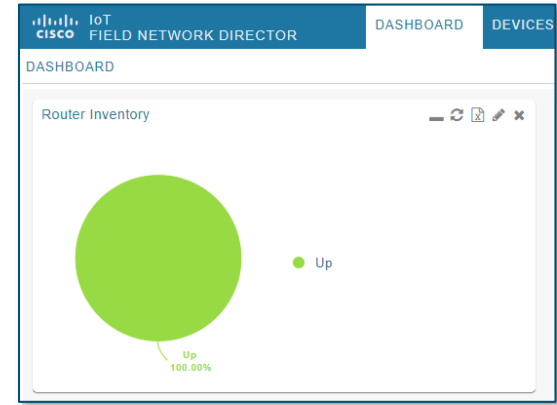 CISCO IoT
FIELD NETWORK DIRECTOR
DASHBOARD DEVICES
DASHBOARD
Router Inventory
Up
Up
100.00%